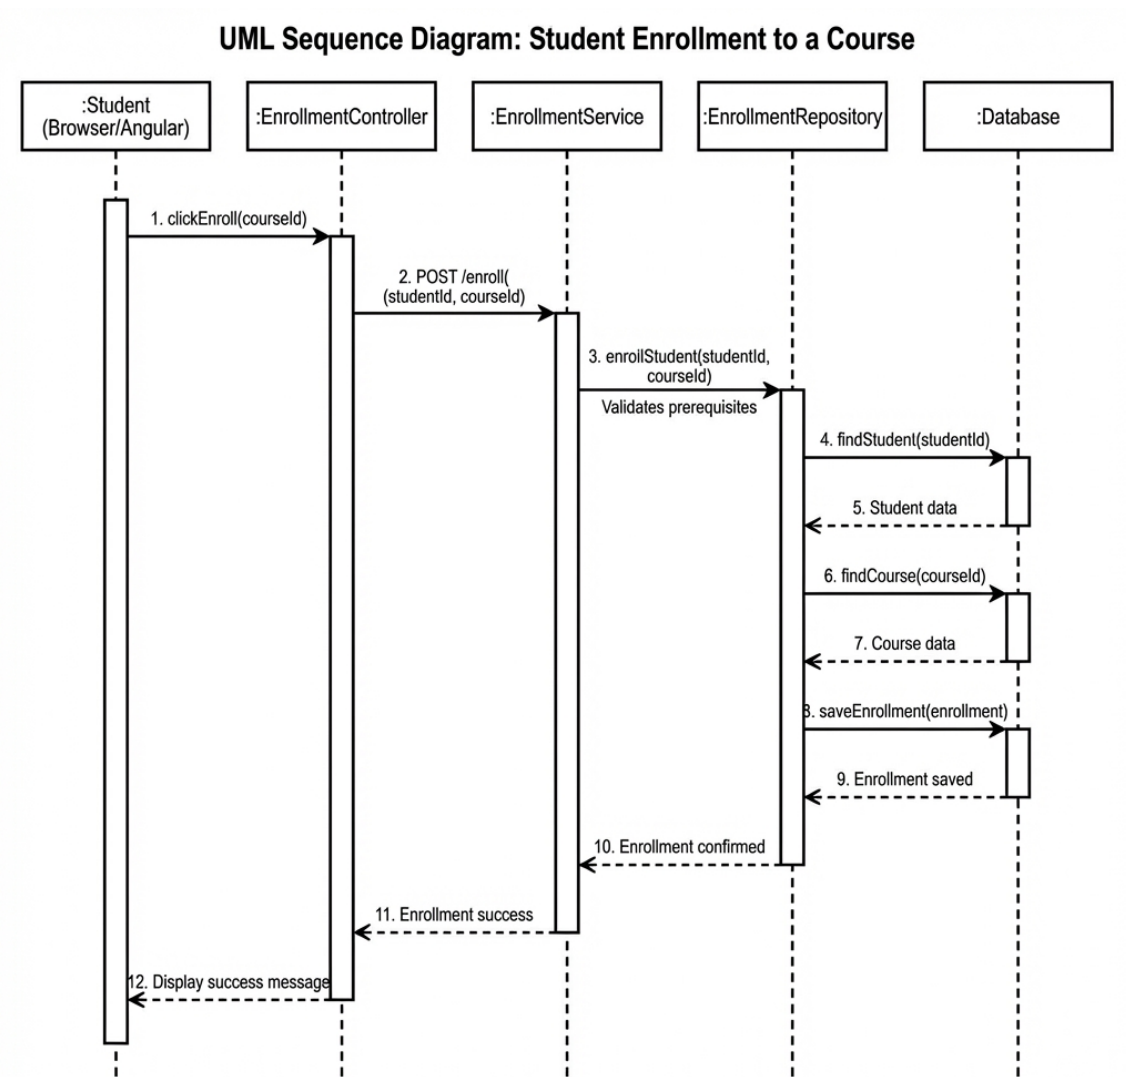 UML Sequence Diagram: Student Enrollment to a Course
:Student
(Browser/Angular)
:EnrollmentController
:EnrollmentService
:EnrollmentRepository
:Database
1. clickEnroll(courseId)
2. POST /enroll(
(studentId, courseId)
3. enrollStudent(studentId,
courseId)
Validates prerequisites
4. findStudent(studentId)
5. Student data
6. findCourse(courseId)
7. Course data
8. saveEnrollment(enrollment)
9. Enrollment saved
10. Enrollment confirmed
11. Enrollment success
12. Display success message